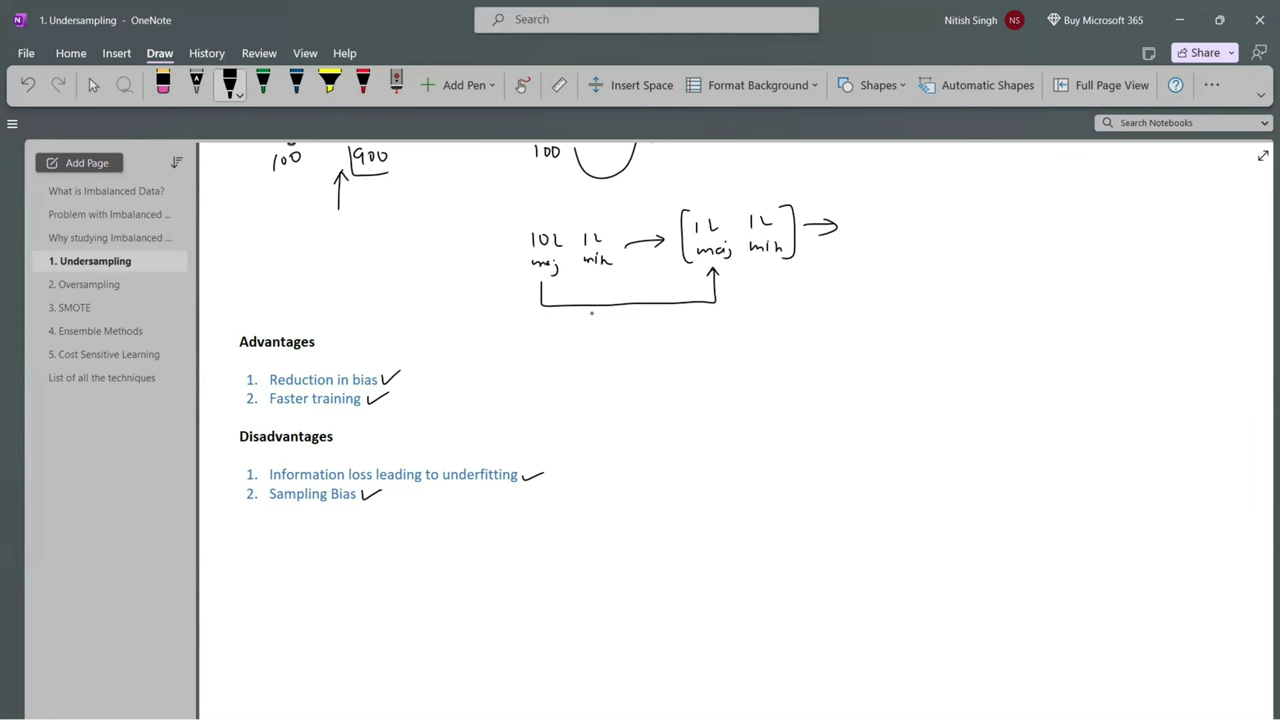 1. Undersampling - OneNote
Search
Nitish Singh NS
Buy Microsoft 365
File Home Insert Draw History Review View Help
Share
Add Pen Insert Space Format Background Shapes Automatic Shapes Full Page View
Search Notebooks
Add Page
What is Imbalanced Data?
Problem with Imbalanced ...
Why studying Imbalanced ...
1. Undersampling
2. Oversampling
3. SMOTE
4. Ensemble Methods
5. Cost Sensitive Learning
List of all the techniques
100 900 100
10L 1L 1L 1L
maj min maj min
Advantages
1. Reduction in bias
2. Faster training
Disadvantages
1. Information loss leading to underfitting
2. Sampling Bias